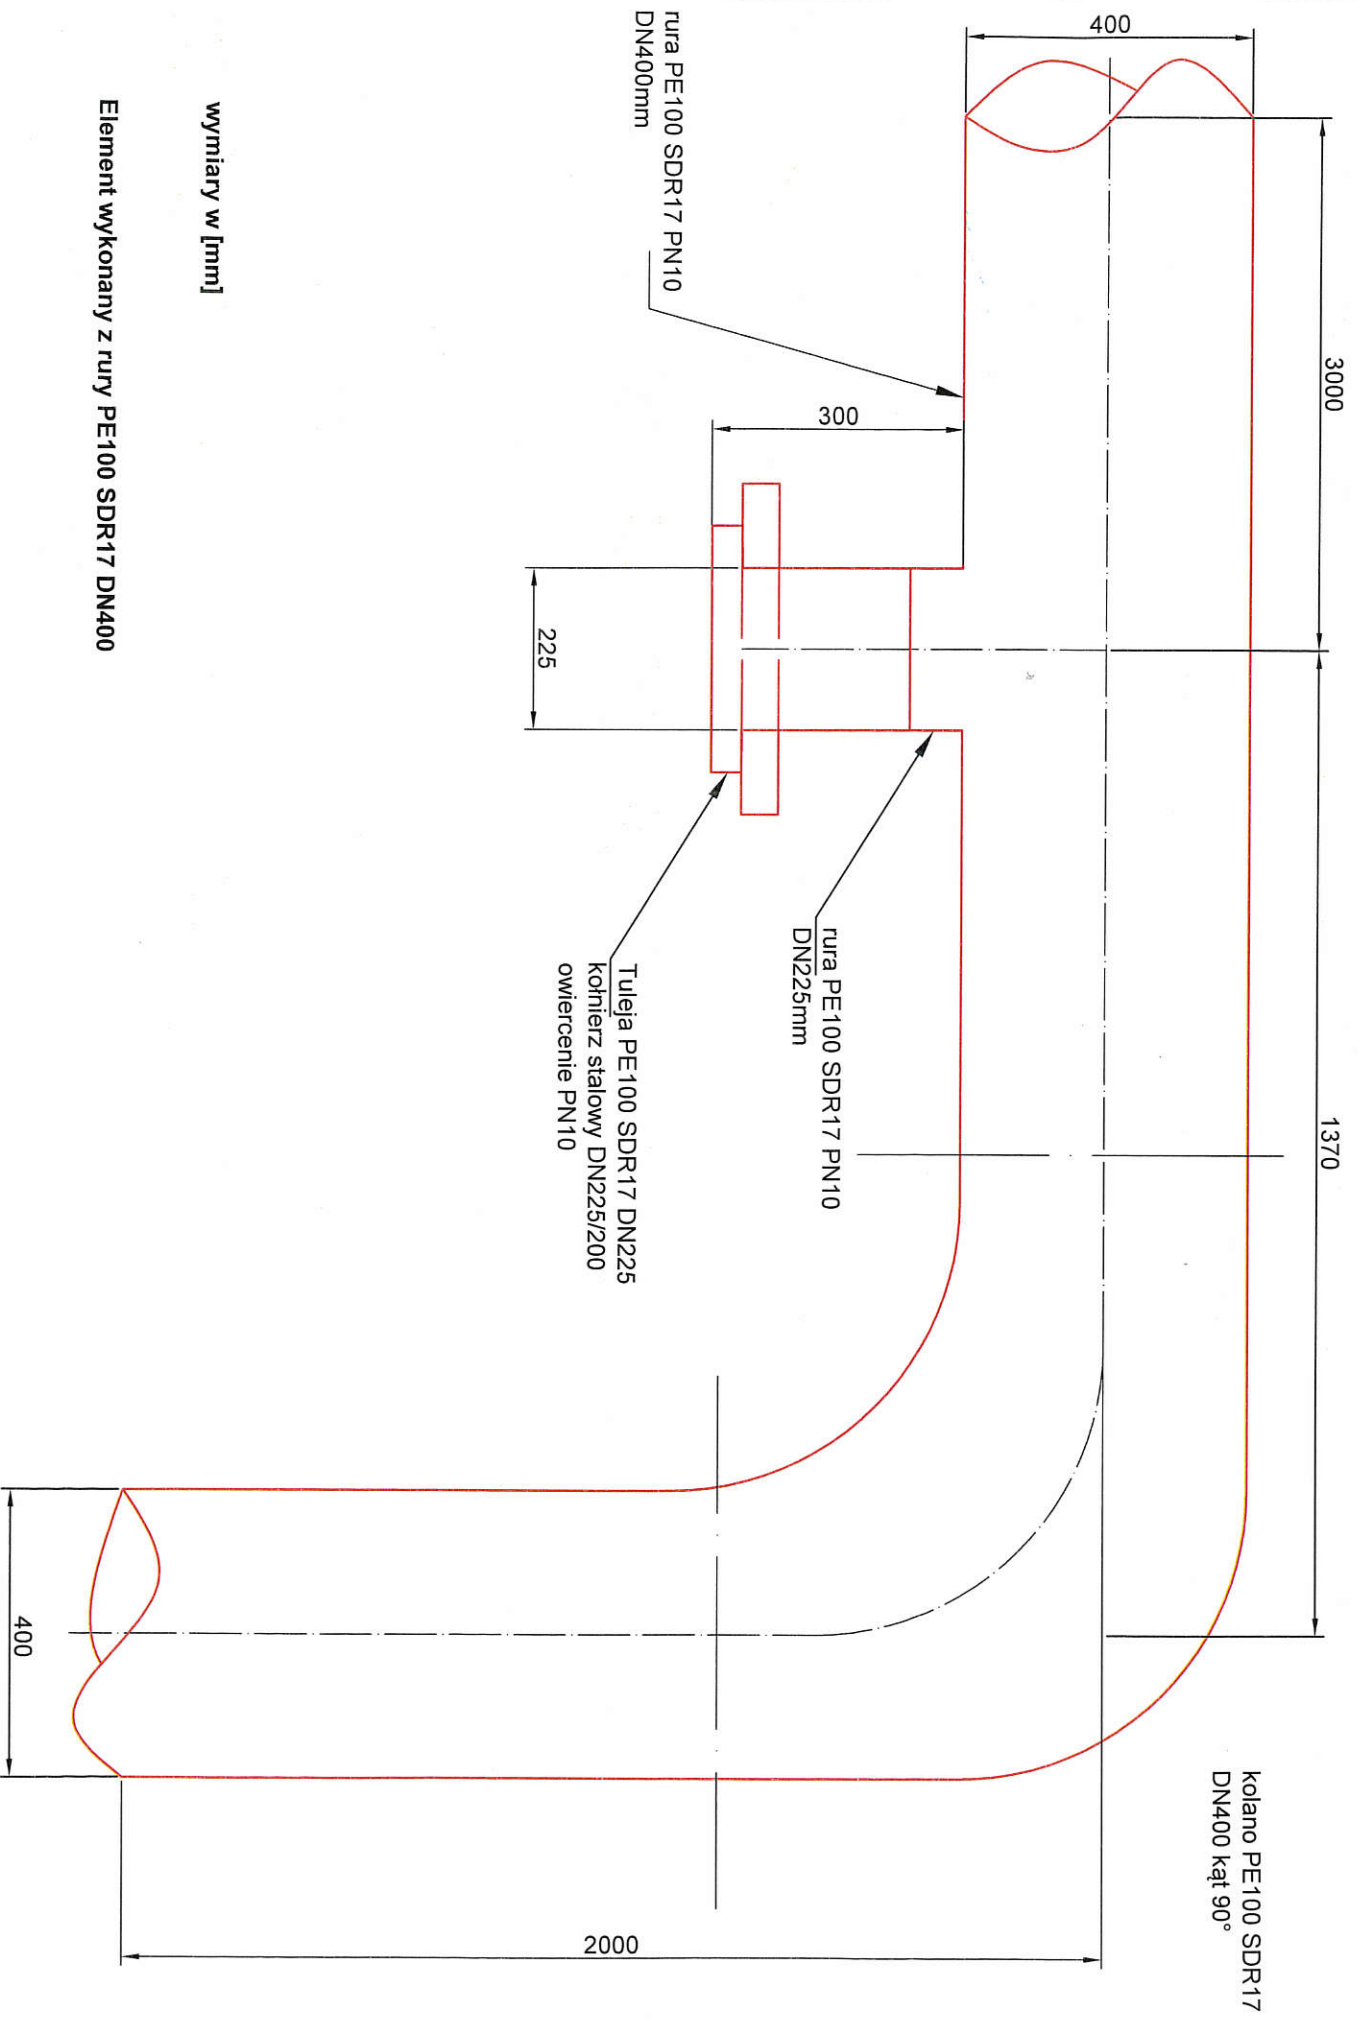 400
3000
1370
rura PE100 SDR17 PN10
DN400mm
300
225
rura PE100 SDR17 PN10
DN225mm
Tuleja PE100 SDR17 DN225
kołnierz stalowy DN225/200
owiercenie PN10
kolano PE100 SDR17
DN400 kąt 90°
2000
400
wymiary w [mm]
Element wykonany z rury PE100 SDR17 DN400